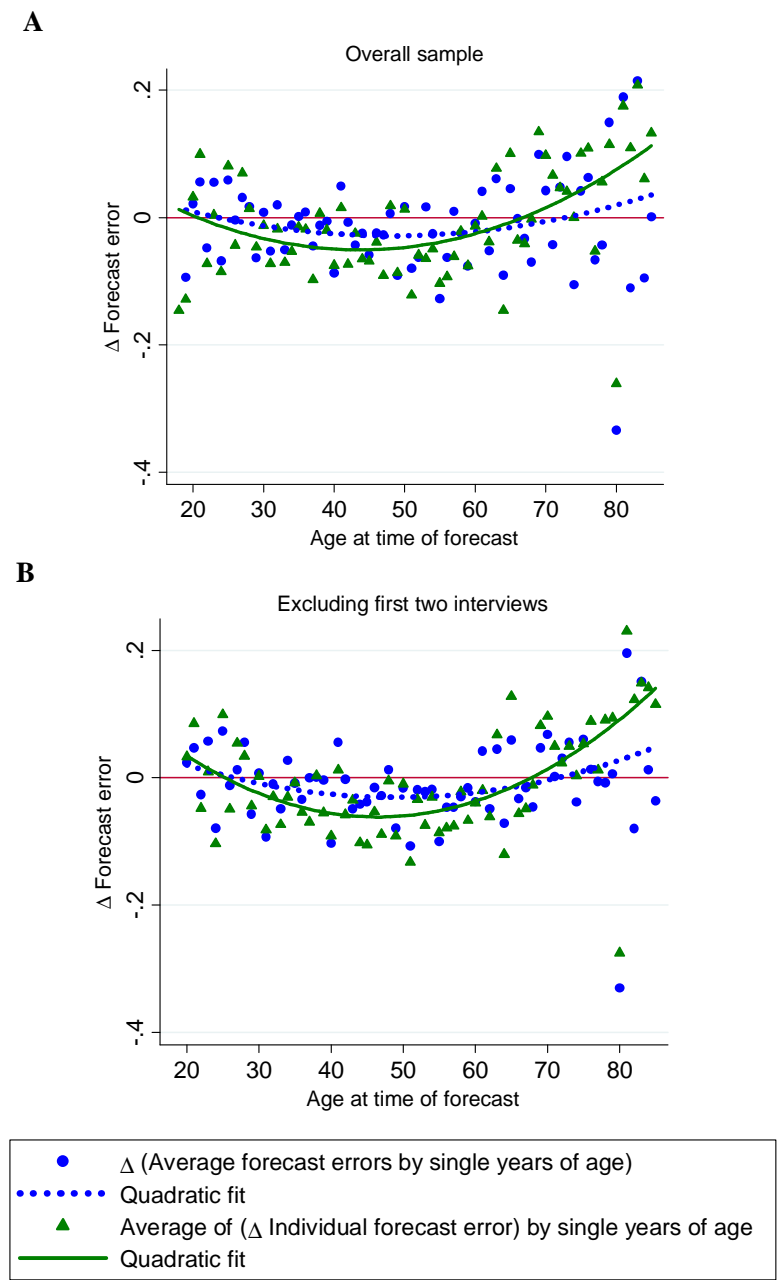 A
Overall sample
.2
0
-.2
-.4
Δ Forecast error
20 30 40 50 60 70 80
Age at time of forecast
B
Excluding first two interviews
.2
0
-.2
-.4
Δ Forecast error
20 30 40 50 60 70 80
Age at time of forecast
Δ (Average forecast errors by single years of age)
Quadratic fit
Average of (Δ Individual forecast error) by single years of age
Quadratic fit